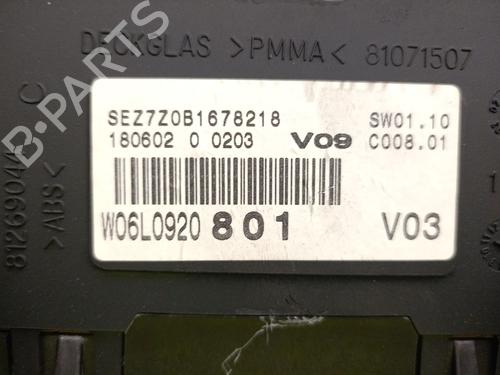 DECKGLAS >PMMA< 81071507
SEZ7Z0B1678218 SW01.10
180602 0 0203 V09 C008.01
W06L0920 801 V03
C
>ABS<
B-Parts